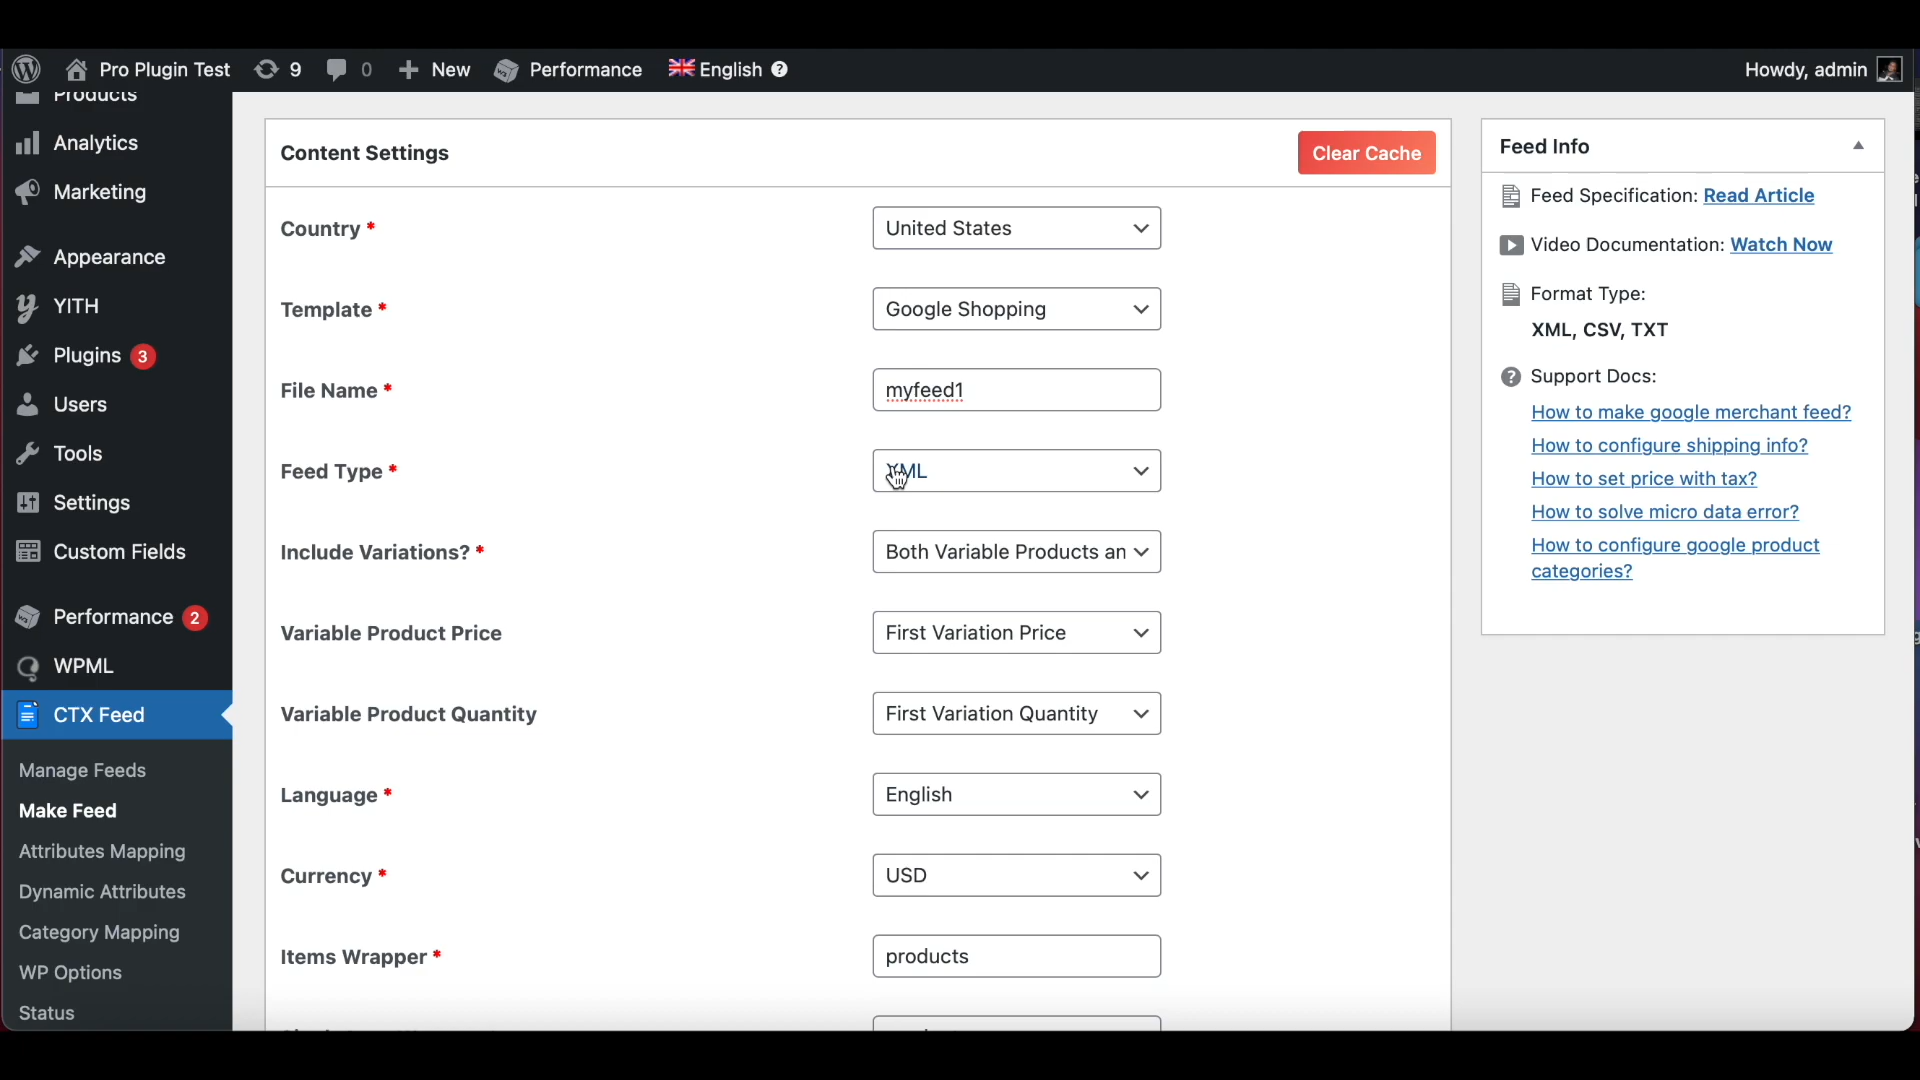 Pro Plugin Test 9 0 New Performance English Howdy, admin
Products
Analytics
Marketing
Appearance
YITH
Plugins 3
Users
Tools
Settings
Custom Fields
Performance 2
WPML
CTX Feed
Manage Feeds
Make Feed
Attributes Mapping
Dynamic Attributes
Category Mapping
WP Options
Status
Content Settings Clear Cache
Country * United States
Template * Google Shopping
File Name * myfeed1
Feed Type * XML
Include Variations? * Both Variable Products an
Variable Product Price First Variation Price
Variable Product Quantity First Variation Quantity
Language * English
Currency * USD
Items Wrapper * products
Feed Info
Feed Specification: Read Article
Video Documentation: Watch Now
Format Type:
XML, CSV, TXT
Support Docs:
How to make google merchant feed?
How to configure shipping info?
How to set price with tax?
How to solve micro data error?
How to configure google product
categories?